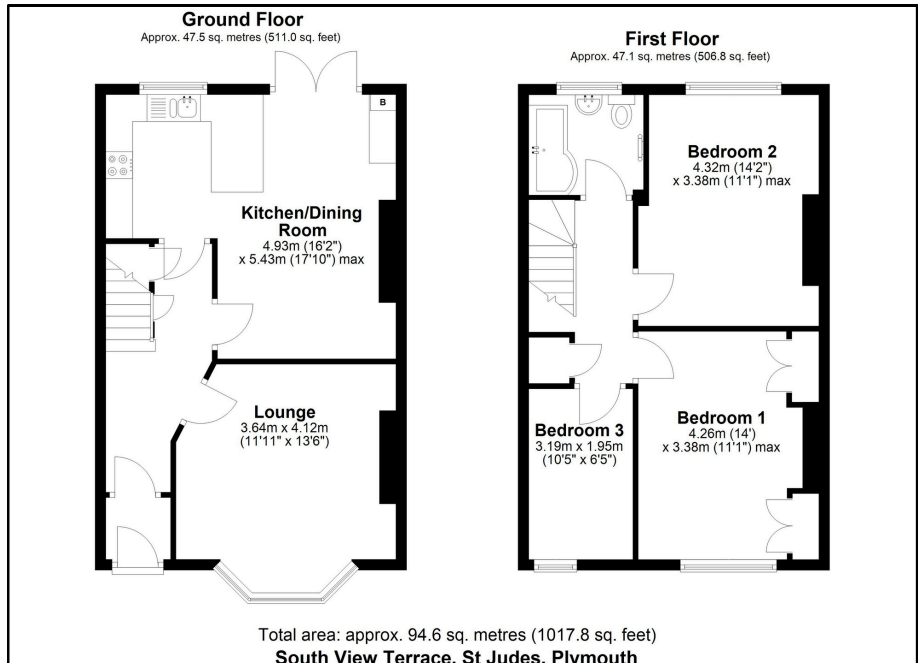 Ground Floor
Approx. 47.5 sq. metres (511.0 sq. feet)
B
Kitchen/Dining
Room
4.93m (16'2")
x 5.43m (17'10") max
Lounge
3.64m x 4.12m
(11'11" x 13'6")
First Floor
Approx. 47.1 sq. metres (506.8 sq. feet)
Bedroom 2
4.32m (14'2")
x 3.38m (11'1") max
Bedroom 1
4.26m (14')
x 3.38m (11'1") max
Bedroom 3
3.19m x 1.95m
(10'5" x 6'5")
Total area: approx. 94.6 sq. metres (1017.8 sq. feet)
South View Terrace, St Judes, Plymouth